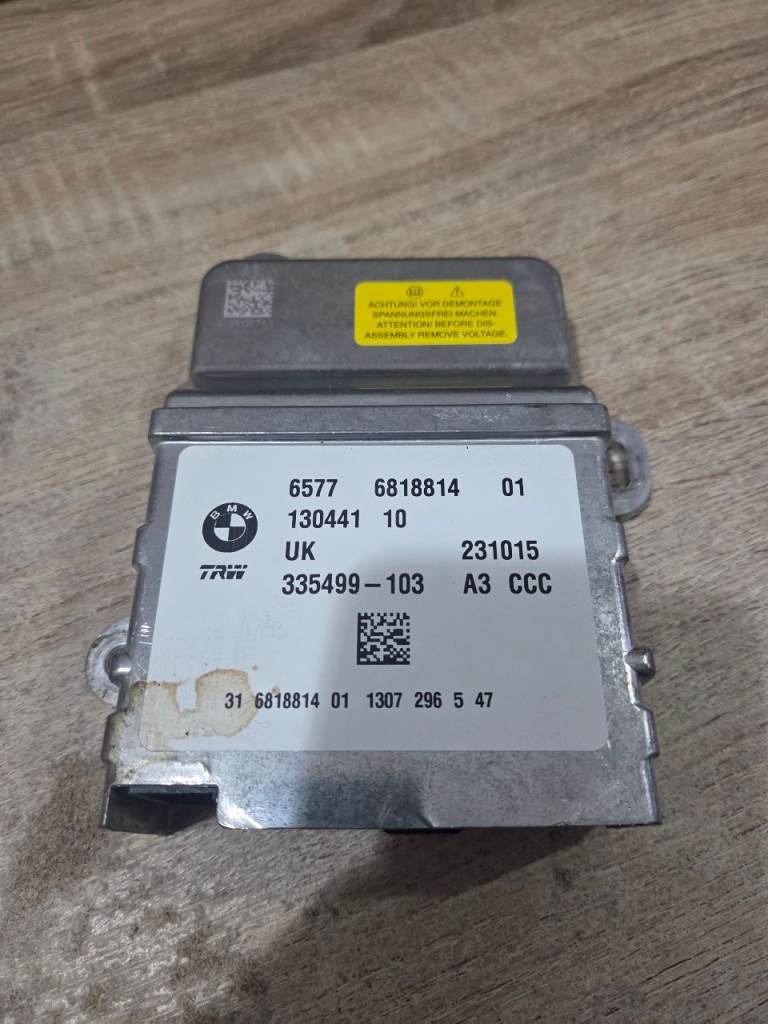 ACHTUNG! VOR DEMONTAGE
SPANNUNGSFREI MACHEN.
ATTENTION! BEFORE DIS-
ASSEMBLY REMOVE VOLTAGE.
6577 6818814 01
BMW
130441 10
UK 231015
TRW
335499-103 A3 CCC
31 6818814 01 1307 296 5 47